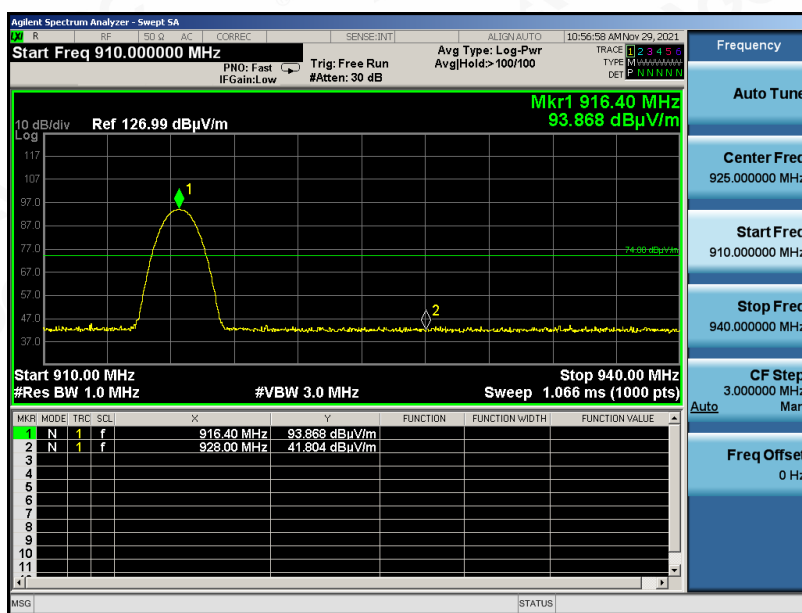 Agilent Spectrum Analyzer - Swept SA
LXI R RF 50 Ω AC CORREC SENSE:INT ALIGN AUTO 10:56:58 AM Nov 29, 2021
Start Freq 910.000000 MHz
PNO: Fast
IFGain:Low
Trig: Free Run
#Atten: 30 dB
Avg Type: Log-Pwr
Avg|Hold:>100/100
TRACE 1 2 3 4 5 6
TYPE M
DET P N N N N N
Mkr1 916.40 MHz
93.868 dBµV/m
10 dB/div Ref 126.99 dBµV/m
Log
117
107
97.0
87.0
77.0
67.0
57.0
47.0
37.0
1
74.00 dBµV/m
2
Start 910.00 MHz Stop 940.00 MHz
#Res BW 1.0 MHz #VBW 3.0 MHz Sweep 1.066 ms (1000 pts)
MKR MODE TRC SCL X Y FUNCTION FUNCTION WIDTH FUNCTION VALUE
1 N 1 f 916.40 MHz 93.868 dBµV/m
2 N 1 f 928.00 MHz 41.804 dBµV/m
3
4
5
6
7
8
9
10
11
MSG STATUS
Frequency
Auto Tune
Center Freq
925.000000 MHz
Start Freq
910.000000 MHz
Stop Freq
940.000000 MHz
CF Step
3.000000 MHz
Auto Man
Freq Offset
0 Hz